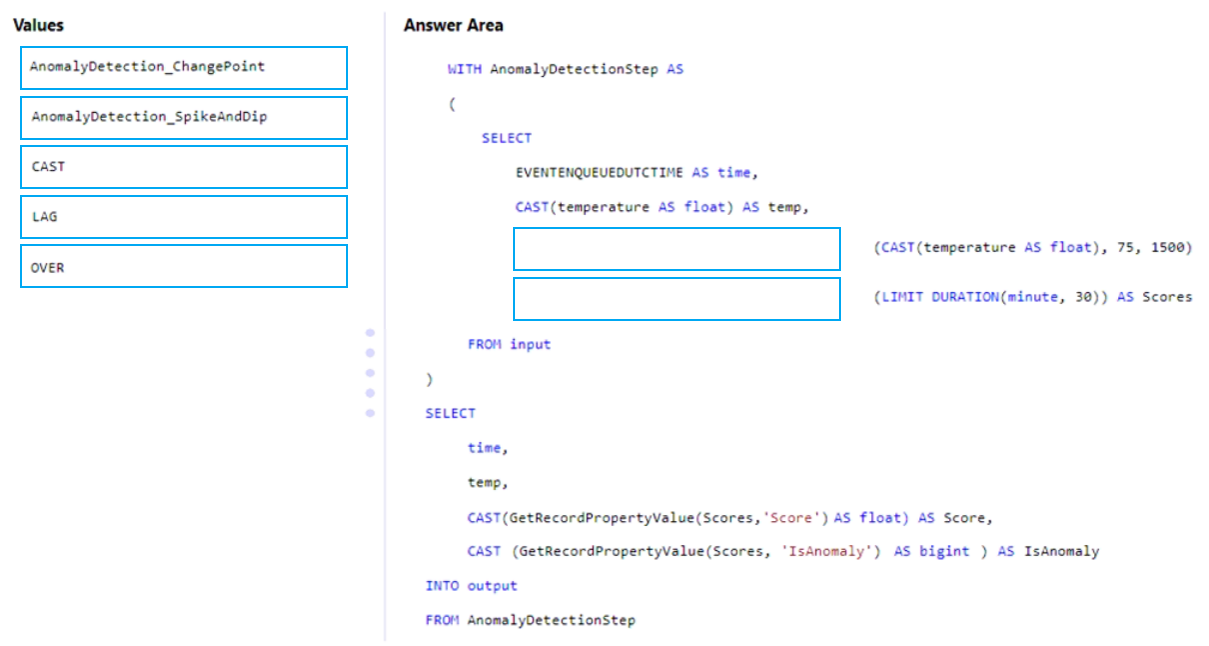 Values
Answer Area
AnomalyDetection_ChangePoint
AnomalyDetection_SpikeAndDip
CAST
LAG
OVER
WITH AnomalyDetectionStep AS
(
SELECT
EVENTENQUEUEDUTCTIME AS time,
CAST(temperature AS float) AS temp,
(CAST(temperature AS float), 75, 1500)
(LIMIT DURATION(minute, 30)) AS Scores
FROM input
)
SELECT
time,
temp,
CAST(GetRecordPropertyValue(Scores,'Score') AS float) AS Score,
CAST (GetRecordPropertyValue(Scores, 'IsAnomaly') AS bigint ) AS IsAnomaly
INTO output
FROM AnomalyDetectionStep